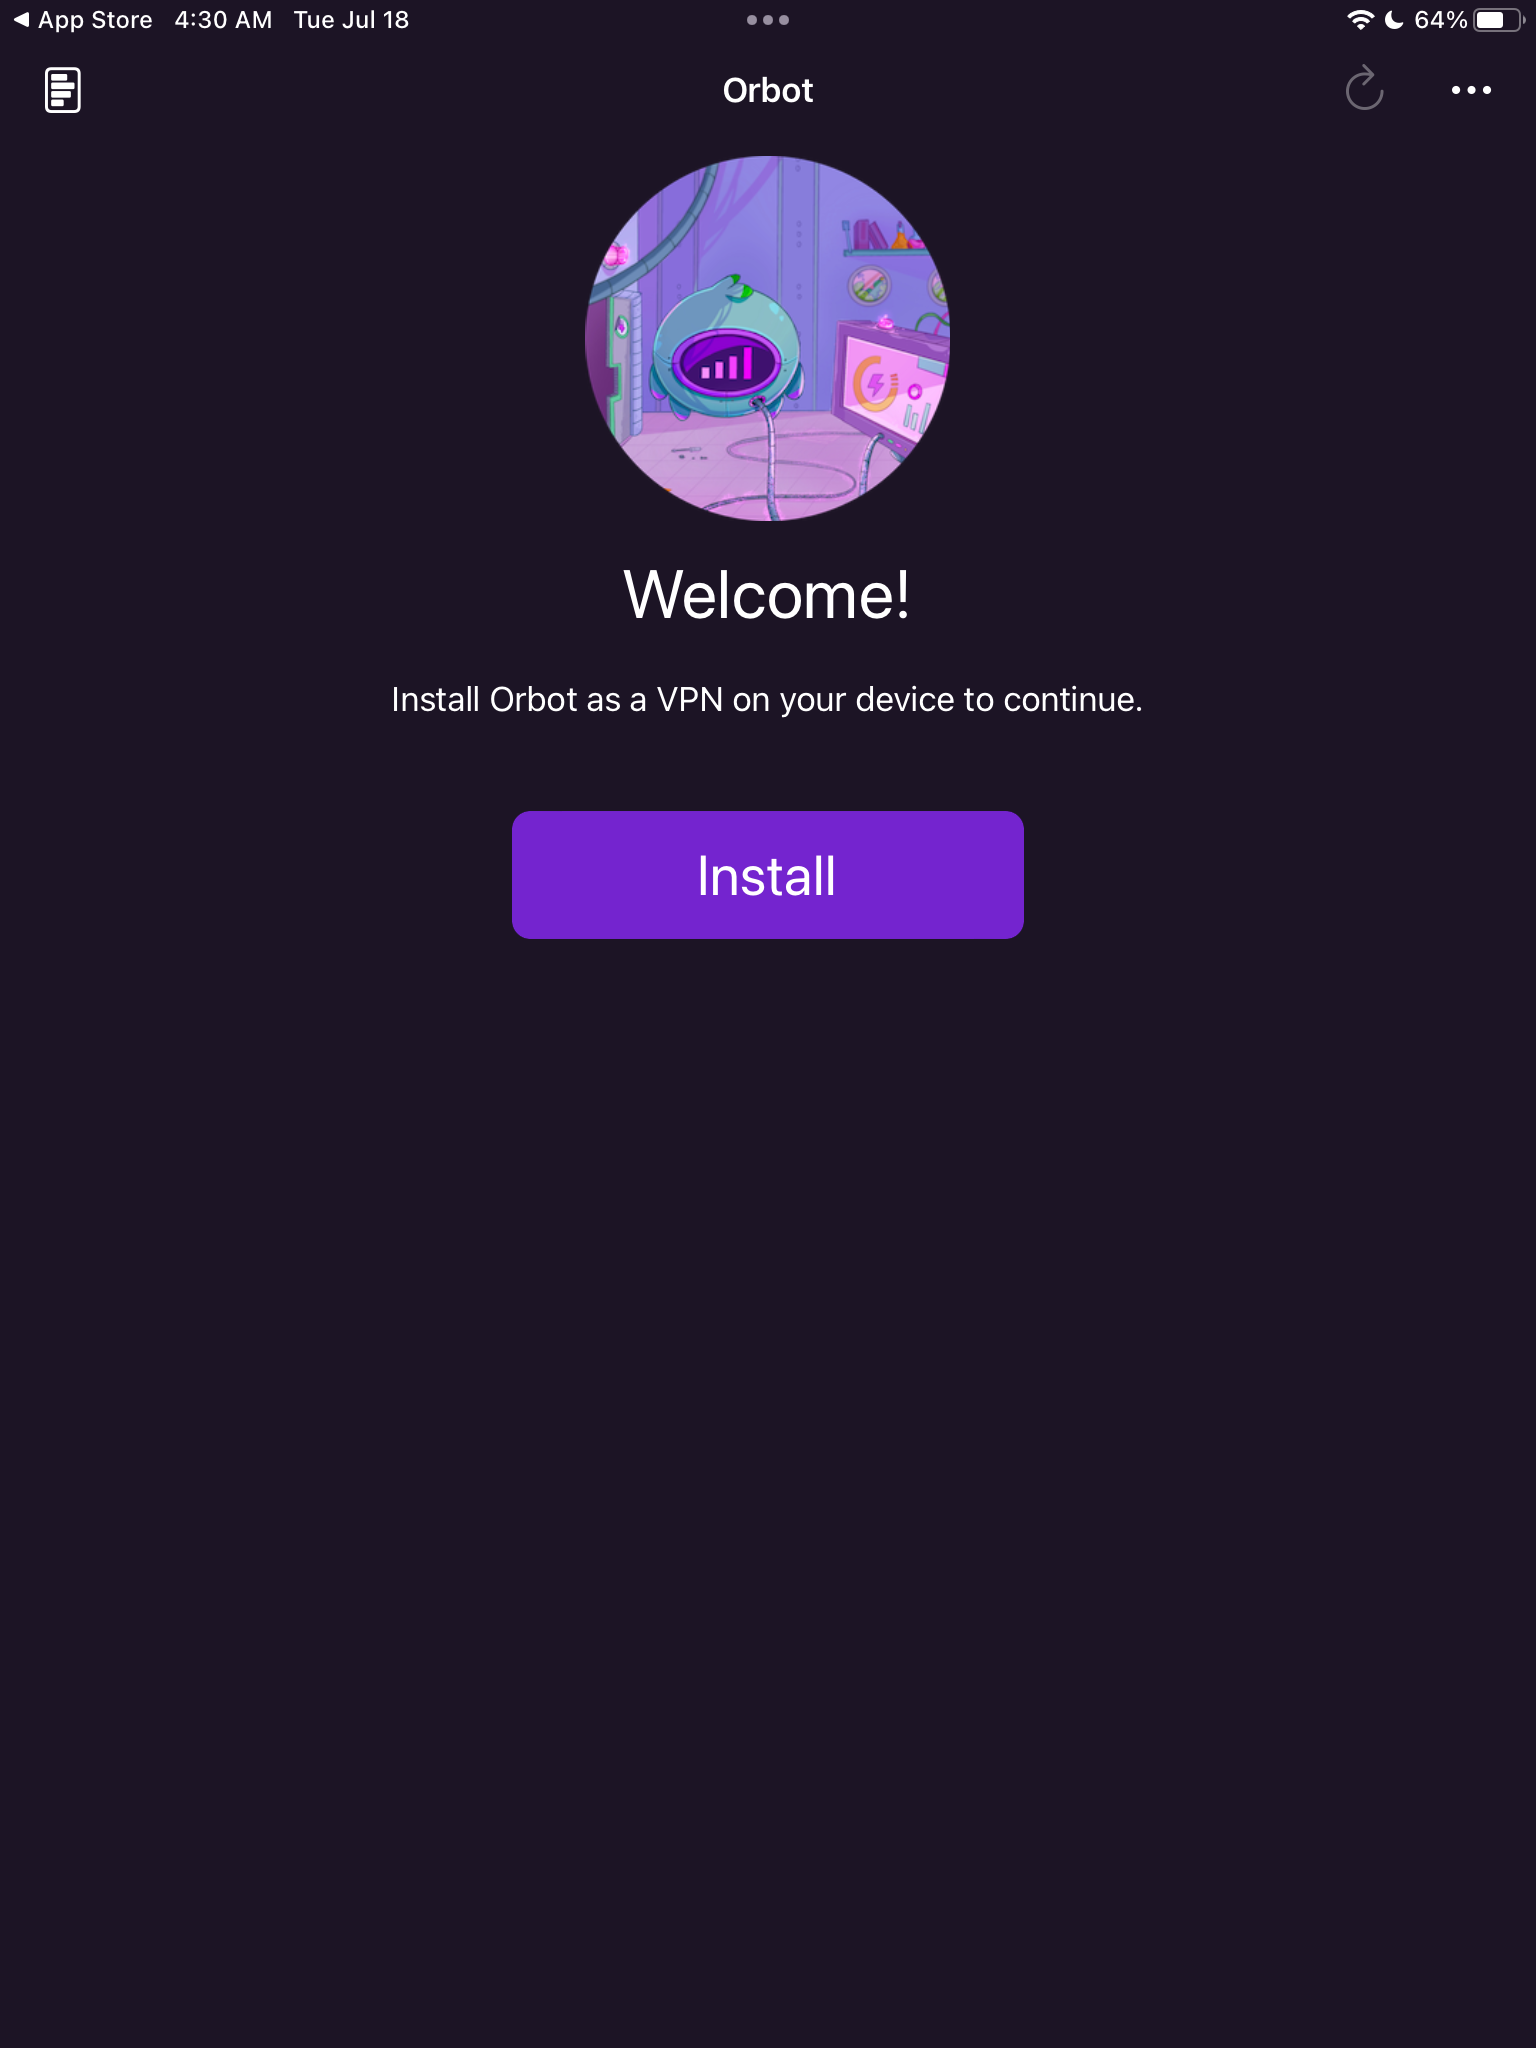 App Store 4:30 AM Tue Jul 18 64%
Orbot
Welcome!
Install Orbot as a VPN on your device to continue.
Install